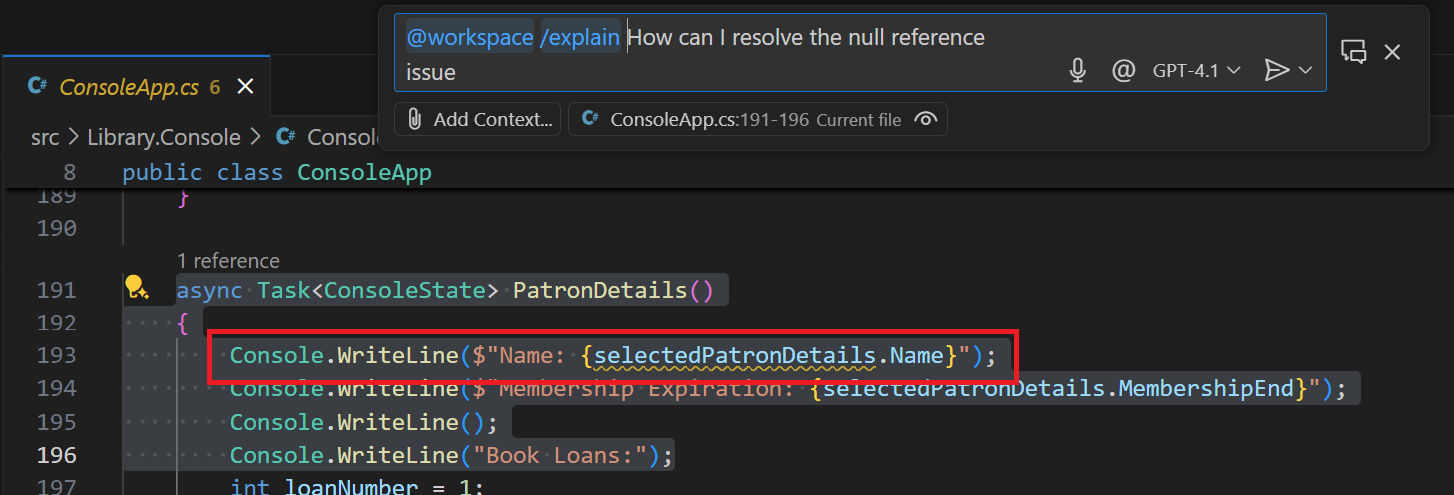 @workspace /explain How can I resolve the null reference
issue
GPT-4.1
C# ConsoleApp.cs 6
Add Context...
C# ConsoleApp.cs:191-196 Current file
src > Library.Console > C#
8 public class ConsoleApp
189 }
190
1 reference
191 async Task<ConsoleState> PatronDetails()
192 {
193 Console.WriteLine($"Name: {selectedPatronDetails.Name}");
194 Console.WriteLine($"Membership Expiration: {selectedPatronDetails.MembershipEnd}");
195 Console.WriteLine();
196 Console.WriteLine("Book Loans:");
197 int loanNumber = 1;